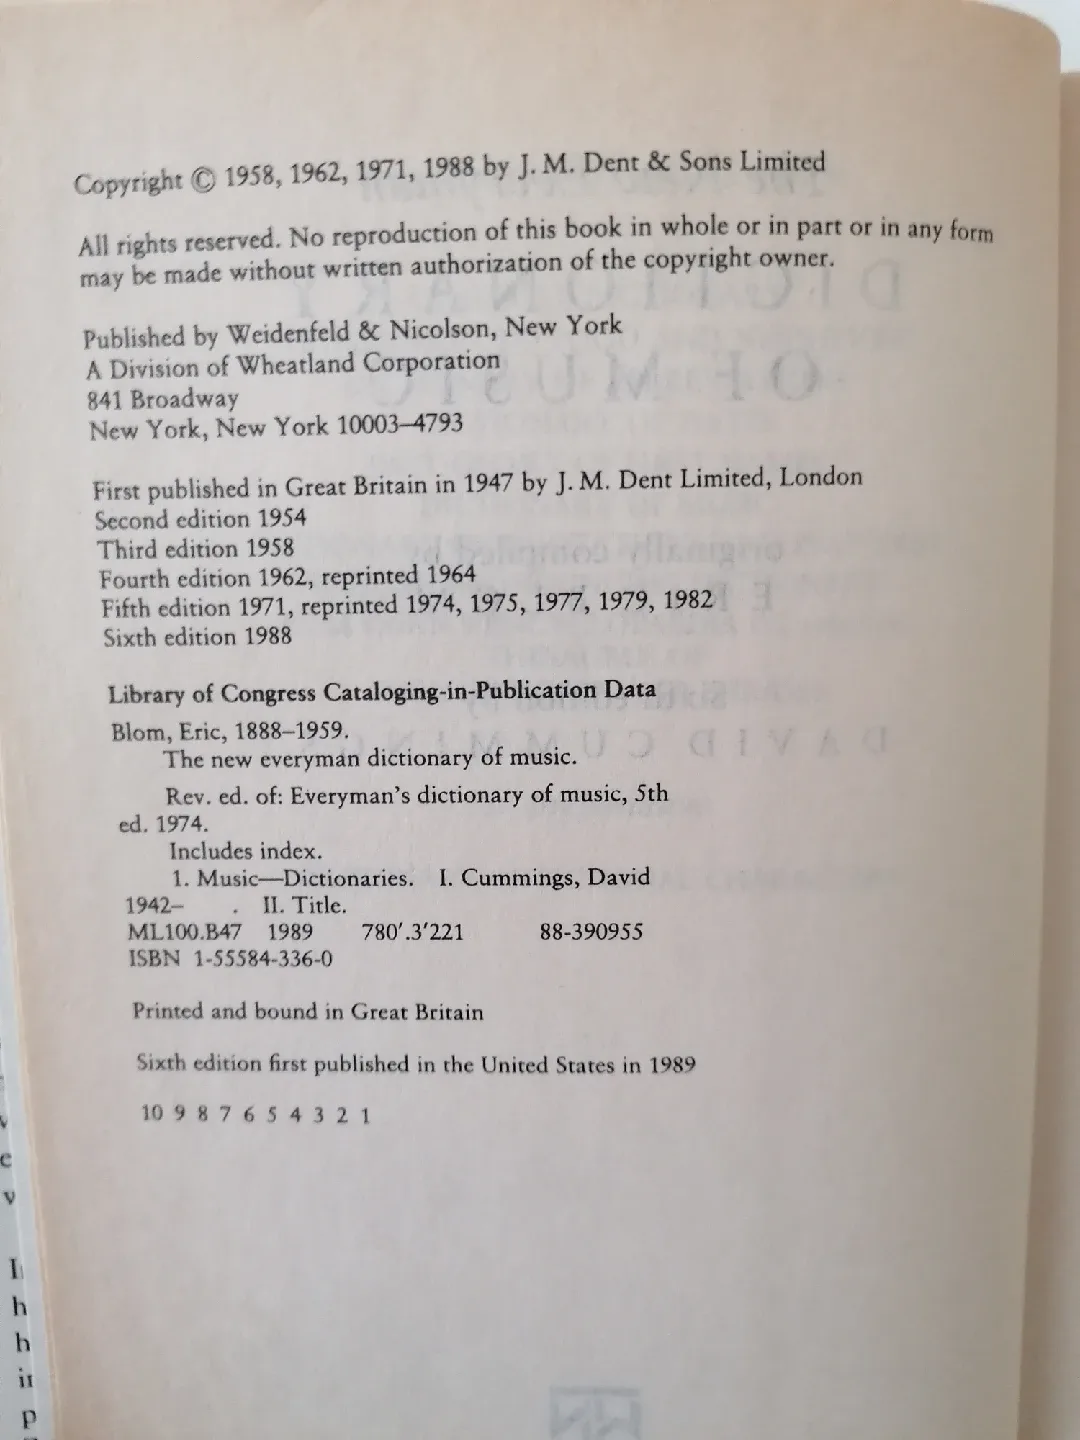 Copyright © 1958, 1962, 1971, 1988 by J. M. Dent & Sons Limited
All rights reserved. No reproduction of this book in whole or in part or in any form
may be made without written authorization of the copyright owner.
Published by Weidenfeld & Nicolson, New York
A Division of Wheatland Corporation
841 Broadway
New York, New York 10003–4793
First published in Great Britain in 1947 by J. M. Dent Limited, London
Second edition 1954
Third edition 1958
Fourth edition 1962, reprinted 1964
Fifth edition 1971, reprinted 1974, 1975, 1977, 1979, 1982
Sixth edition 1988
Library of Congress Cataloging-in-Publication Data
Blom, Eric, 1888–1959.
The new everyman dictionary of music.
Rev. ed. of: Everyman's dictionary of music, 5th
ed. 1974.
Includes index.
1. Music—Dictionaries. I. Cummings, David
1942– . II. Title.
ML100.B47 1989 780'.3'221 88-390955
ISBN 1-55584-336-0
Printed and bound in Great Britain
Sixth edition first published in the United States in 1989
10 9 8 7 6 5 4 3 2 1